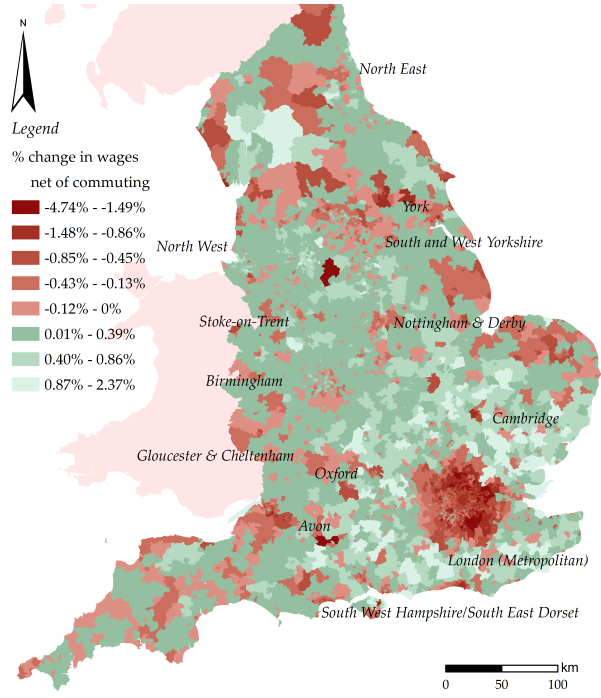 N
North East
Legend
% change in wages
net of commuting
-4.74% - -1.49%
-1.48% - -0.86%
-0.85% - -0.45%
-0.43% - -0.13%
-0.12% - 0%
0.01% - 0.39%
0.40% - 0.86%
0.87% - 2.37%
York
North West
South and West Yorkshire
Stoke-on-Trent
Nottingham & Derby
Birmingham
Cambridge
Gloucester & Cheltenham
Oxford
Avon
London (Metropolitan)
South West Hampshire/South East Dorset
km
0 50 100